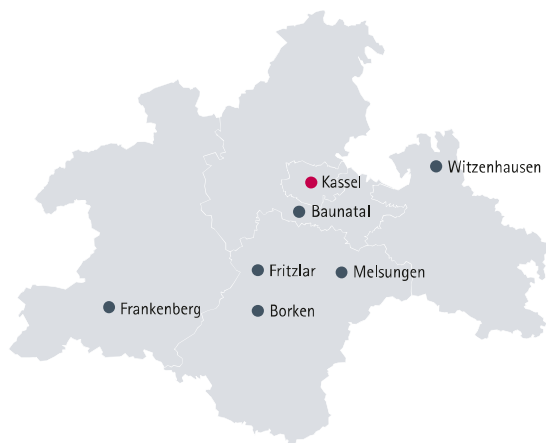 Witzenhausen
Kassel
Baunatal
Fritzlar
Melsungen
Frankenberg
Borken